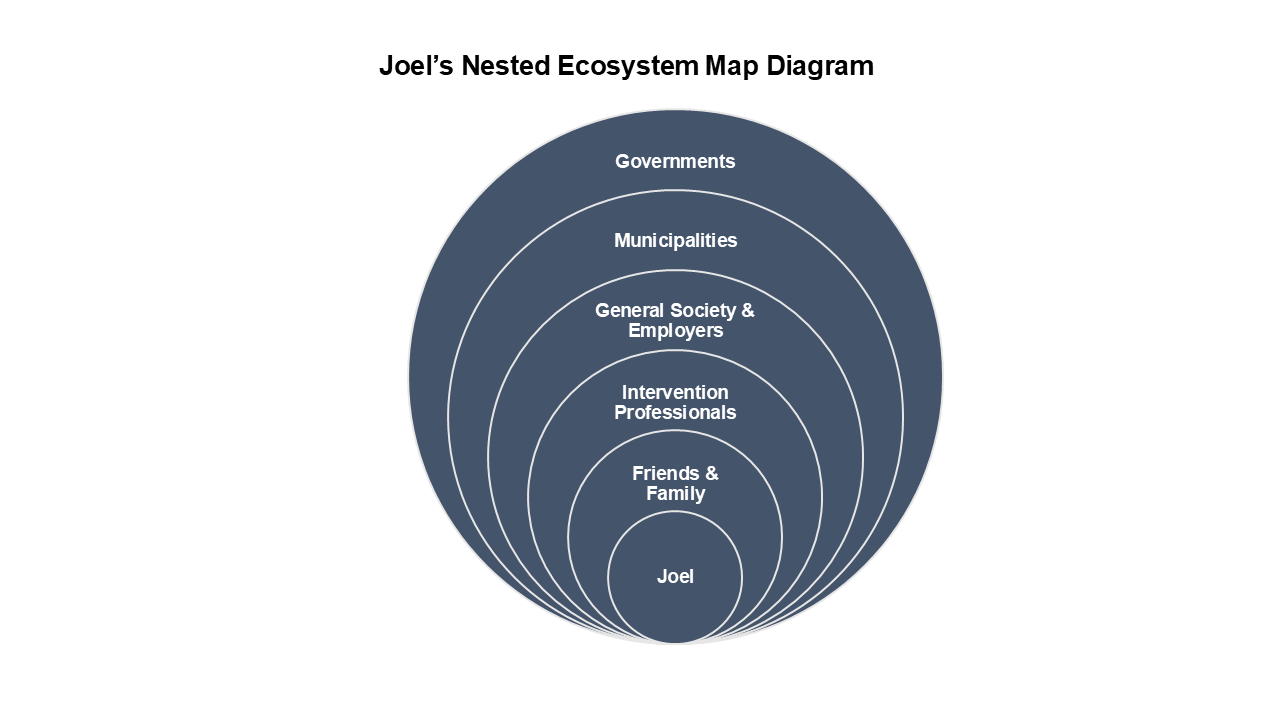 Joel’s Nested Ecosystem Map Diagram
Governments
Municipalities
General Society &
Employers
Intervention
Professionals
Friends &
Family
Joel